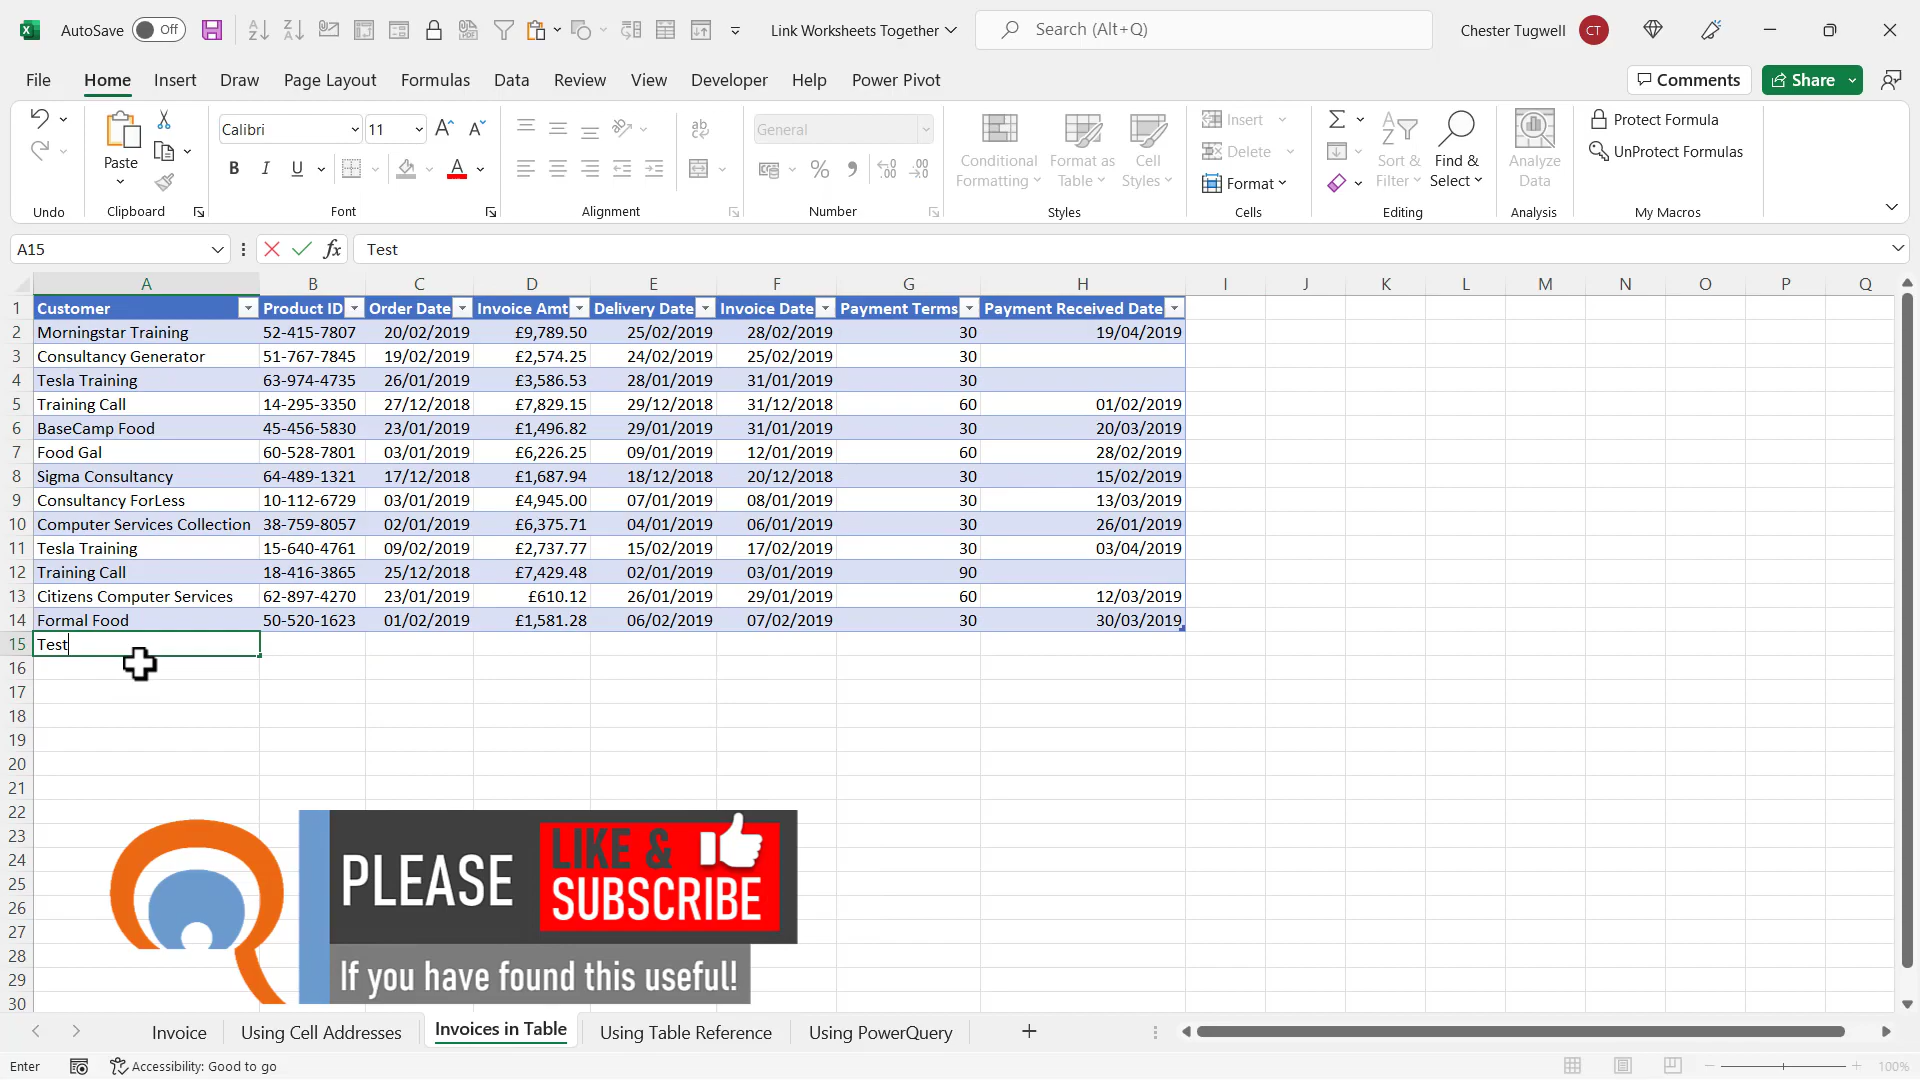 AutoSave Off Link Worksheets Together Search (Alt+Q) Chester Tugwell CT
File Home Insert Draw Page Layout Formulas Data Review View Developer Help Power Pivot Comments Share
Paste
Calibri 11
B I U A
General
% 9
Conditional Formatting
Format as Table
Cell Styles
Insert
Delete
Format
Sort & Filter
Find & Select
Analyze Data
Protect Formula
UnProtect Formulas
Undo Clipboard Font Alignment Number Styles Cells Editing Analysis My Macros
A15 fx Test
A B C D E F G H I J K L M N O P Q
1 Customer Product ID Order Date Invoice Amt Delivery Date Invoice Date Payment Terms Payment Received Date
2 Morningstar Training 52-415-7807 20/02/2019 £9,789.50 25/02/2019 28/02/2019 30 19/04/2019
3 Consultancy Generator 51-767-7845 19/02/2019 £2,574.25 24/02/2019 25/02/2019 30
4 Tesla Training 63-974-4735 26/01/2019 £3,586.53 28/01/2019 31/01/2019 30
5 Training Call 14-295-3350 27/12/2018 £7,829.15 29/12/2018 31/12/2018 60 01/02/2019
6 BaseCamp Food 45-456-5830 23/01/2019 £1,496.82 29/01/2019 31/01/2019 30 20/03/2019
7 Food Gal 60-528-7801 03/01/2019 £6,226.25 09/01/2019 12/01/2019 60 28/02/2019
8 Sigma Consultancy 64-489-1321 17/12/2018 £1,687.94 18/12/2018 20/12/2018 30 15/02/2019
9 Consultancy ForLess 10-112-6729 03/01/2019 £4,945.00 07/01/2019 08/01/2019 30 13/03/2019
10 Computer Services Collection 38-759-8057 02/01/2019 £6,375.71 04/01/2019 06/01/2019 30 26/01/2019
11 Tesla Training 15-640-4761 09/02/2019 £2,737.77 15/02/2019 17/02/2019 30 03/04/2019
12 Training Call 18-416-3865 25/12/2018 £7,429.48 02/01/2019 03/01/2019 90
13 Citizens Computer Services 62-897-4270 23/01/2019 £610.12 26/01/2019 29/01/2019 60 12/03/2019
14 Formal Food 50-520-1623 01/02/2019 £1,581.28 06/02/2019 07/02/2019 30 30/03/2019
15 Test
16
17
18
19
20
21
22
23
24
25
26
27
28
29
30
PLEASE LIKE & SUBSCRIBE
If you have found this useful!
Invoice Using Cell Addresses Invoices in Table Using Table Reference Using PowerQuery
Enter Accessibility: Good to go 100%